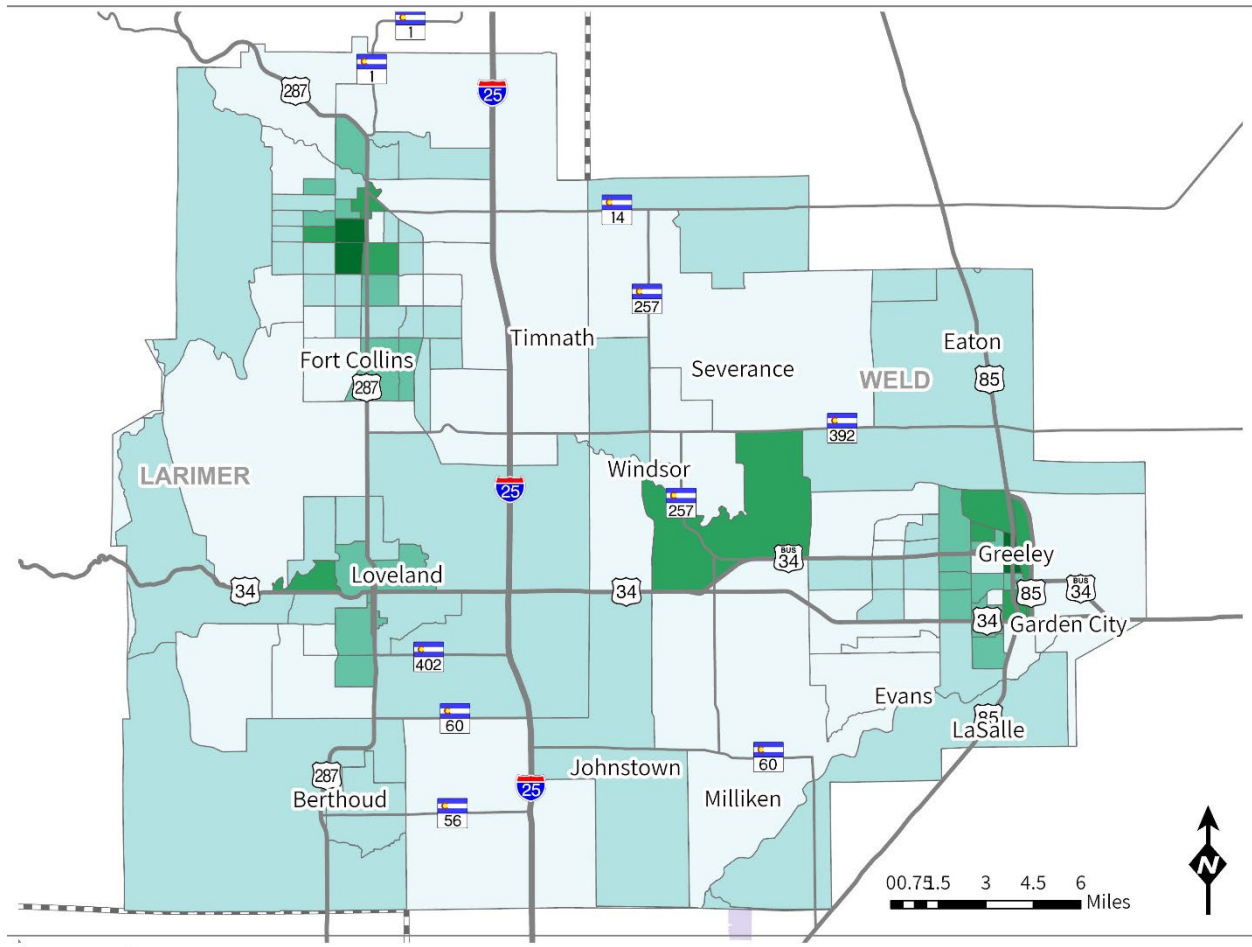 1
1
287
25
14
257
Timnath
Eaton
Fort Collins
Severance
WELD
287
85
392
LARIMER
Windsor
25
257
Greeley
BUS
34
Loveland
34
34
85
BUS
34
34
Garden City
402
Evans
60
85
LaSalle
60
Johnstown
287
25
Berthoud
Milliken
56
N
00.751.5 3 4.5 6
Miles